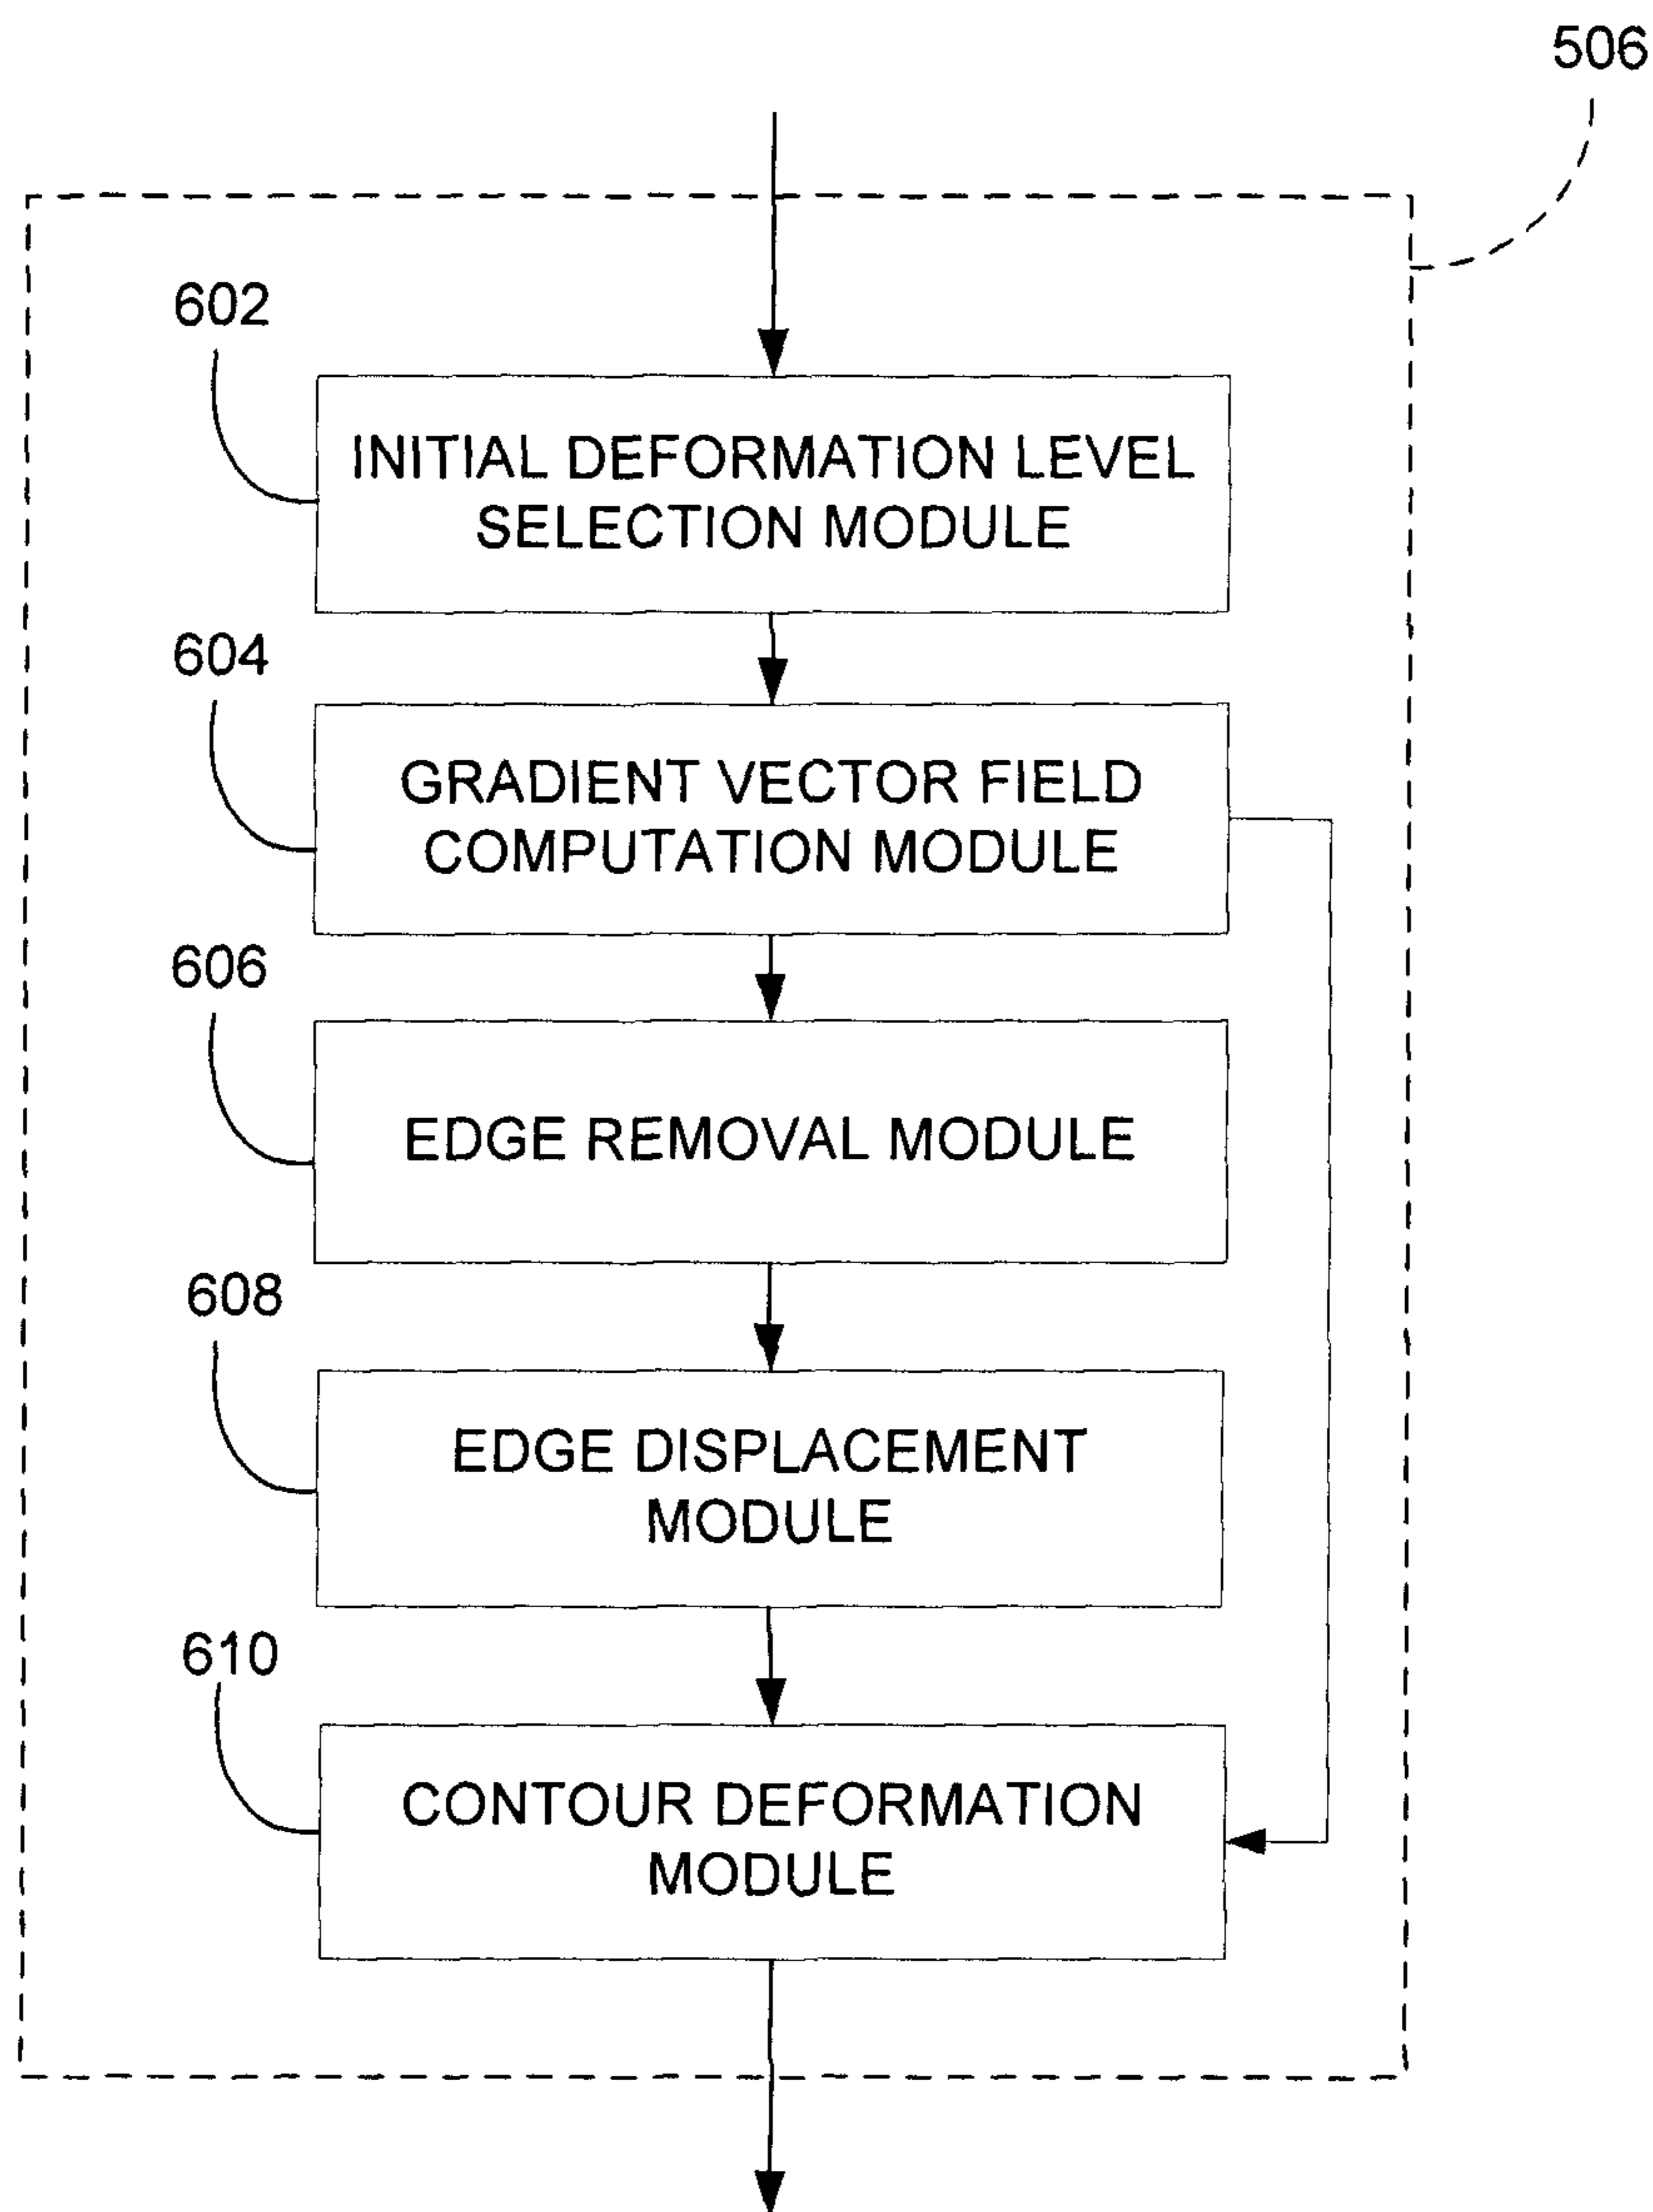 506
602
INITIAL DEFORMATION LEVEL
SELECTION MODULE
604
GRADIENT VECTOR FIELD
COMPUTATION MODULE
606
EDGE REMOVAL MODULE
608
EDGE DISPLACEMENT
MODULE
610
CONTOUR DEFORMATION
MODULE